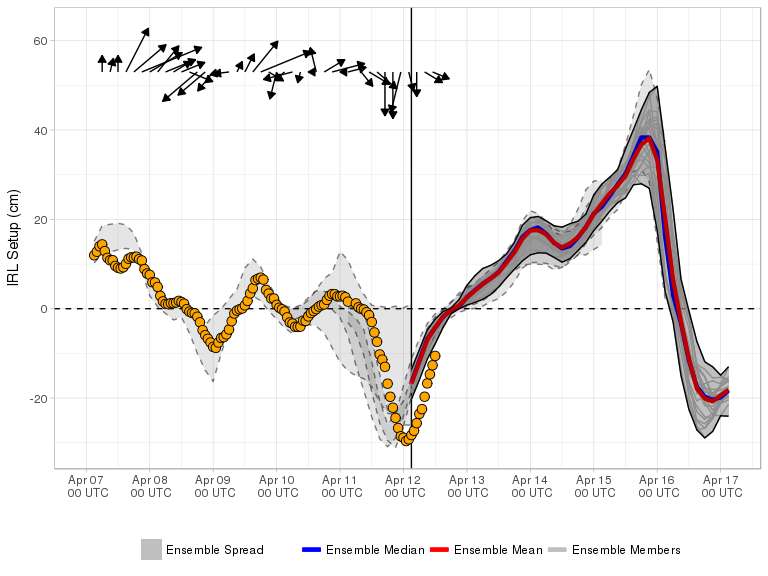 IRL Setup (cm)
60
40
20
0
-20
Apr 07 Apr 08 Apr 09 Apr 10 Apr 11 Apr 12 Apr 13 Apr 14 Apr 15 Apr 16 Apr 17
00 UTC 00 UTC 00 UTC 00 UTC 00 UTC 00 UTC 00 UTC 00 UTC 00 UTC 00 UTC 00 UTC
Ensemble Spread Ensemble Median Ensemble Mean Ensemble Members